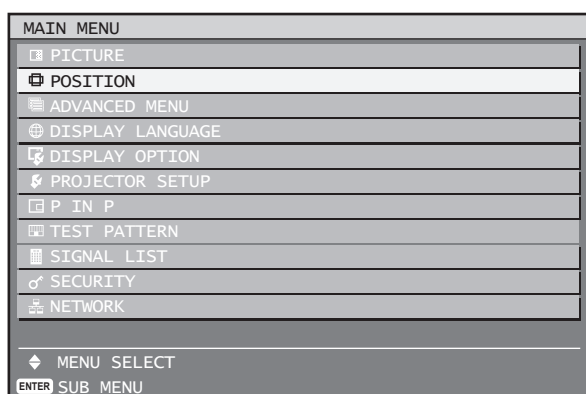 MAIN MENU
PICTURE
POSITION
ADVANCED MENU
DISPLAY LANGUAGE
DISPLAY OPTION
PROJECTOR SETUP
P IN P
TEST PATTERN
SIGNAL LIST
SECURITY
NETWORK
MENU SELECT
ENTER SUB MENU